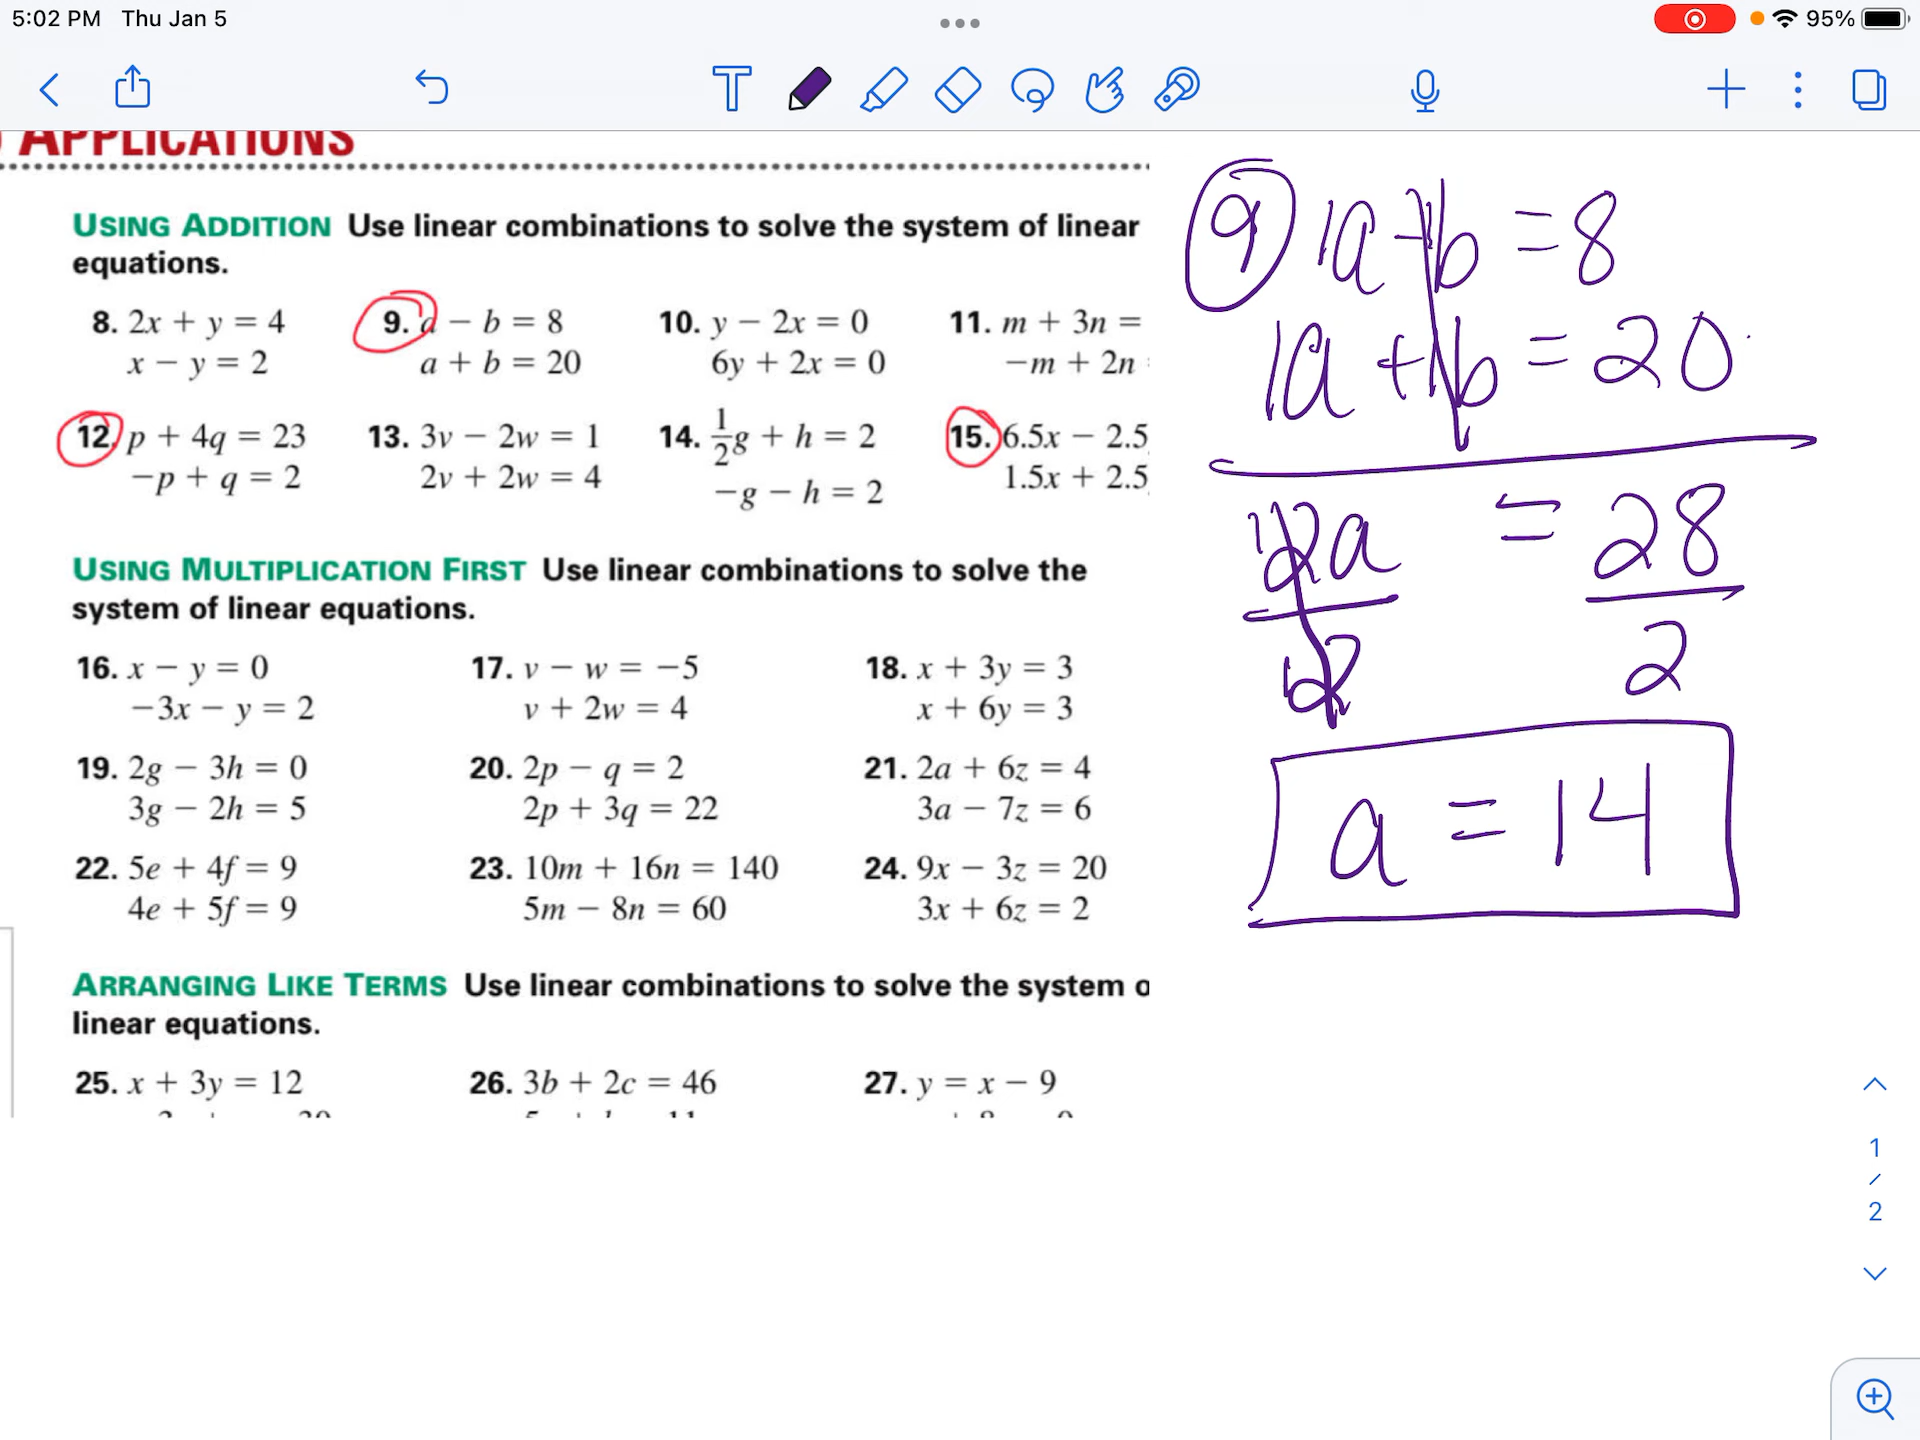 5:02 PM Thu Jan 5
95%
APPLICATIONS
USING ADDITION Use linear combinations to solve the system of linear
equations.
8. 2x + y = 4
x − y = 2
9. a − b = 8
a + b = 20
10. y − 2x = 0
6y + 2x = 0
11. m + 3n =
−m + 2n
12. p + 4q = 23
−p + q = 2
13. 3v − 2w = 1
2v + 2w = 4
14. 1/2 g + h = 2
−g − h = 2
15. 6.5x − 2.5
1.5x + 2.5
USING MULTIPLICATION FIRST Use linear combinations to solve the
system of linear equations.
16. x − y = 0
−3x − y = 2
17. v − w = −5
v + 2w = 4
18. x + 3y = 3
x + 6y = 3
19. 2g − 3h = 0
3g − 2h = 5
20. 2p − q = 2
2p + 3q = 22
21. 2a + 6z = 4
3a − 7z = 6
22. 5e + 4f = 9
4e + 5f = 9
23. 10m + 16n = 140
5m − 8n = 60
24. 9x − 3z = 20
3x + 6z = 2
ARRANGING LIKE TERMS Use linear combinations to solve the system o
linear equations.
25. x + 3y = 12
26. 3b + 2c = 46
27. y = x − 9
9 1a − 1b = 8
1a + 1b = 20
2a = 28
2 2
a = 14
1
/
2